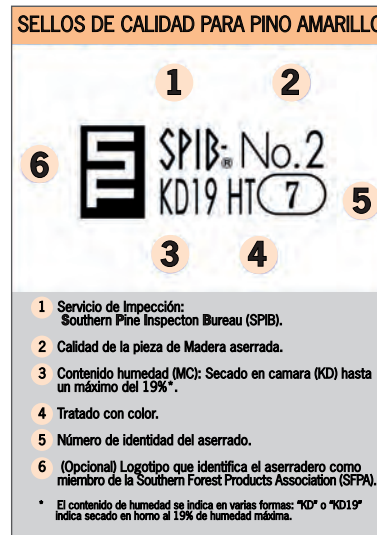 SELLOS DE CALIDAD PARA PINO AMARILLO
1 2
SPIB:® No.2
6
KD19 HT 7
5
3 4
1 Servicio de Impección:
Southern Pine Inspecton Bureau (SPIB).
2 Calidad de la pieza de Madera aserrada.
3 Contenido humedad (MC): Secado en camara (KD) hasta
un máximo del 19%*.
4 Tratado con color.
5 Número de identidad del aserrado.
6 (Opcional) Logotipo que identifica el aserradero como
miembro de la Southern Forest Products Association (SFPA).
* El contenido de humedad se indica en varias formas: "KD" o "KD19"
indica secado en horno al 19% de humedad máxima.